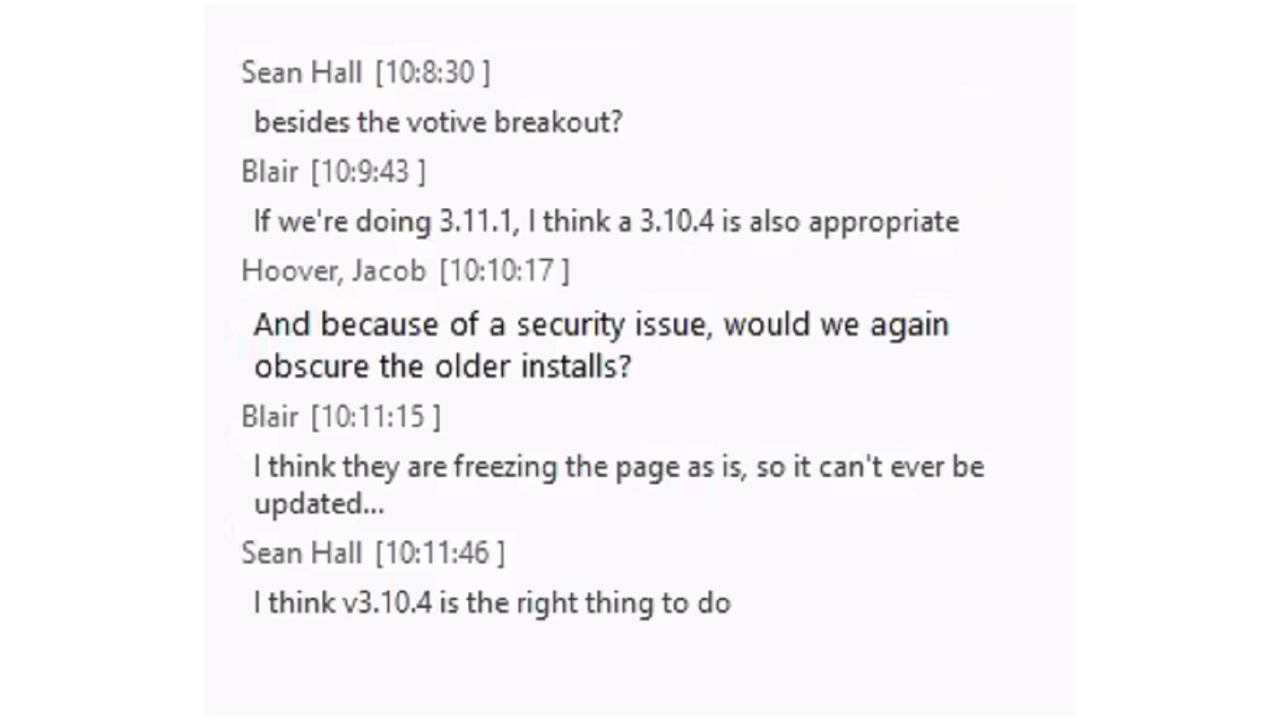 Sean Hall [10:8:30 ]
besides the votive breakout?
Blair [10:9:43 ]
If we're doing 3.11.1, I think a 3.10.4 is also appropriate
Hoover, Jacob [10:10:17 ]
And because of a security issue, would we again
obscure the older installs?
Blair [10:11:15 ]
I think they are freezing the page as is, so it can't ever be
updated...
Sean Hall [10:11:46 ]
I think v3.10.4 is the right thing to do